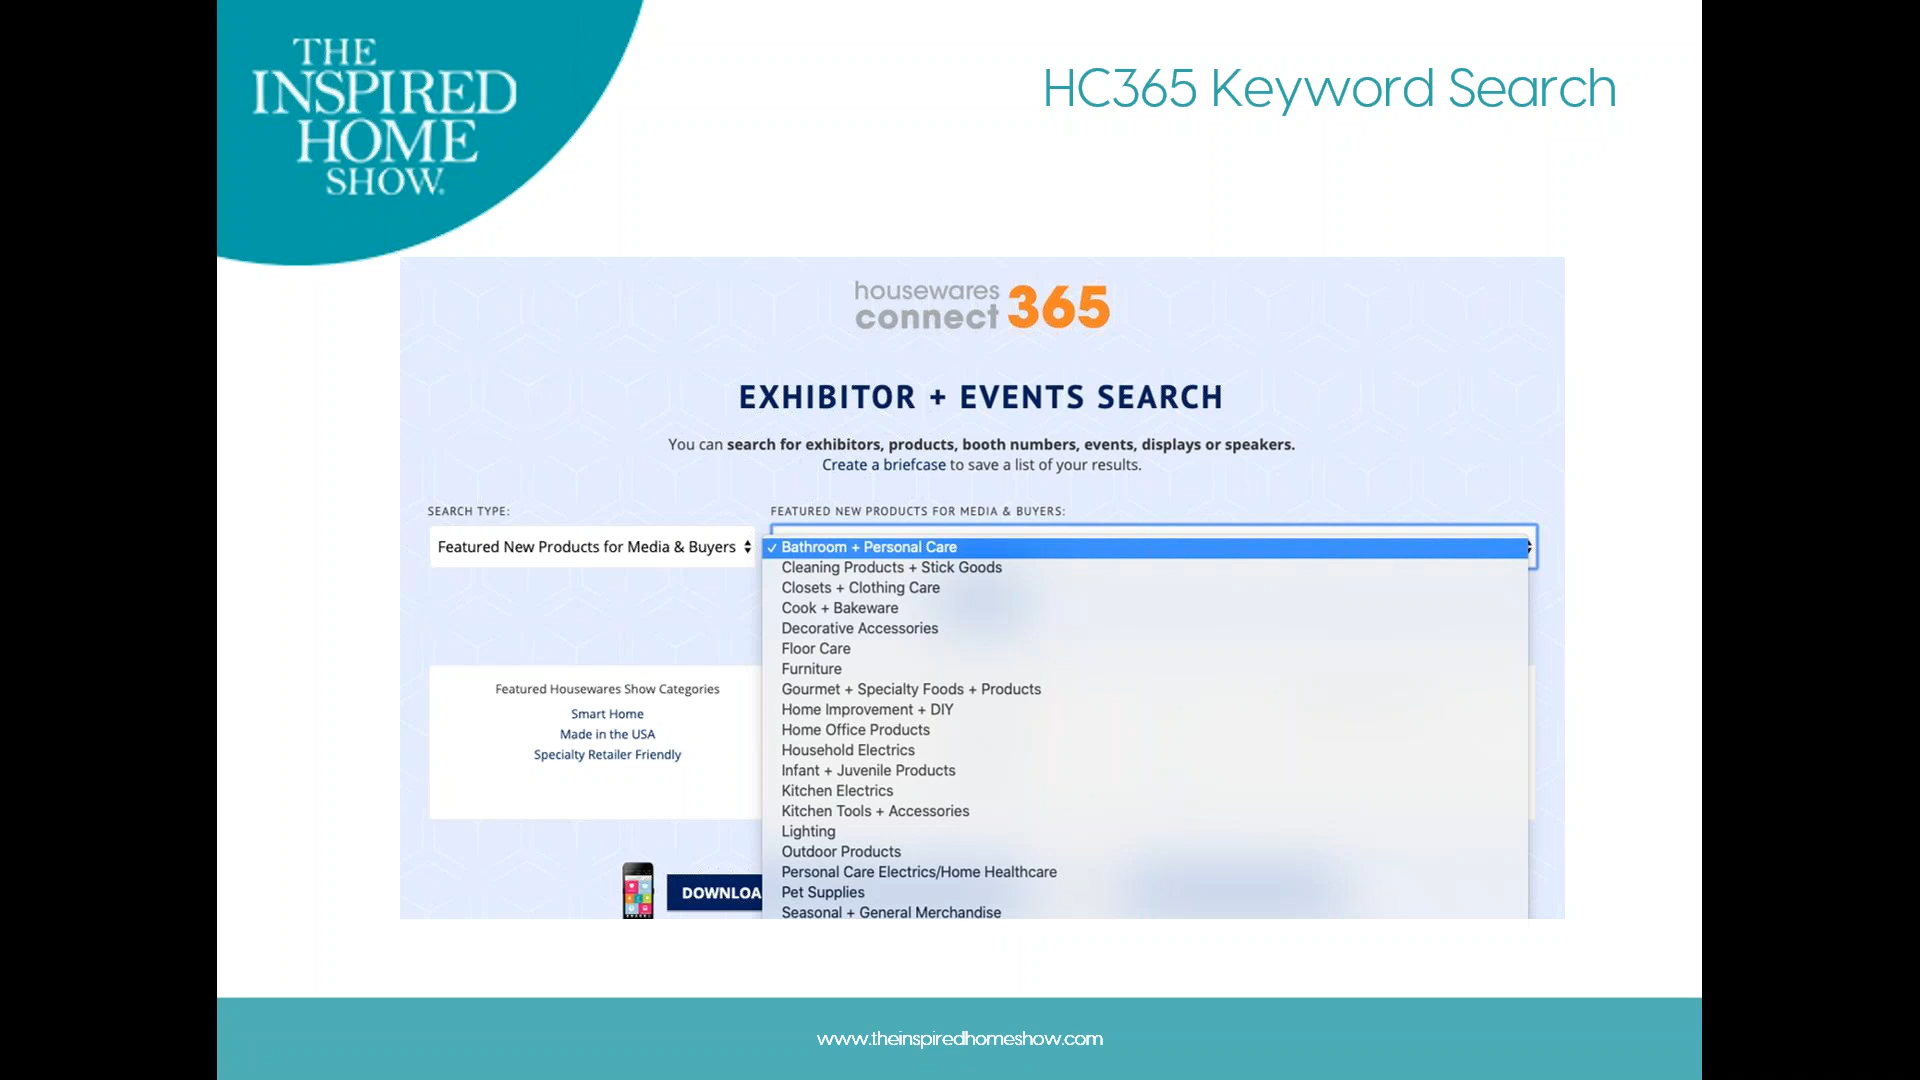 THE
INSPIRED
HOME
SHOW.
HC365 Keyword Search
housewares
connect 365
EXHIBITOR + EVENTS SEARCH
You can search for exhibitors, products, booth numbers, events, displays or speakers.
Create a briefcase to save a list of your results.
SEARCH TYPE:
Featured New Products for Media & Buyers
FEATURED NEW PRODUCTS FOR MEDIA & BUYERS:
✓ Bathroom + Personal Care
Cleaning Products + Stick Goods
Closets + Clothing Care
Cook + Bakeware
Decorative Accessories
Floor Care
Furniture
Gourmet + Specialty Foods + Products
Home Improvement + DIY
Home Office Products
Household Electrics
Infant + Juvenile Products
Kitchen Electrics
Kitchen Tools + Accessories
Lighting
Outdoor Products
Personal Care Electrics/Home Healthcare
Pet Supplies
Seasonal + General Merchandise
Featured Housewares Show Categories
Smart Home
Made in the USA
Specialty Retailer Friendly
DOWNLOA
www.theinspiredhomeshow.com